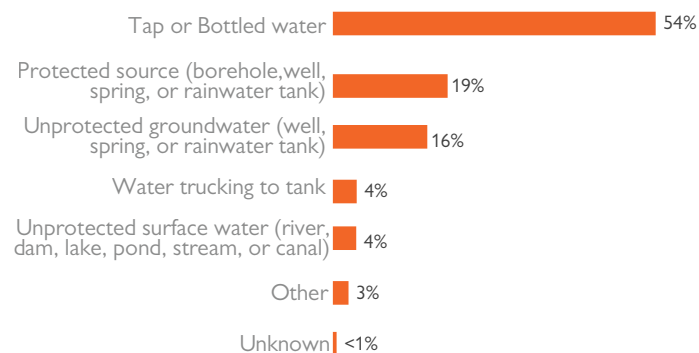 Tap or Bottled water 54%
Protected source (borehole,well,
spring, or rainwater tank) 19%
Unprotected groundwater (well,
spring, or rainwater tank) 16%
Water trucking to tank 4%
Unprotected surface water (river,
dam, lake, pond, stream, or canal) 4%
Other 3%
Unknown <1%